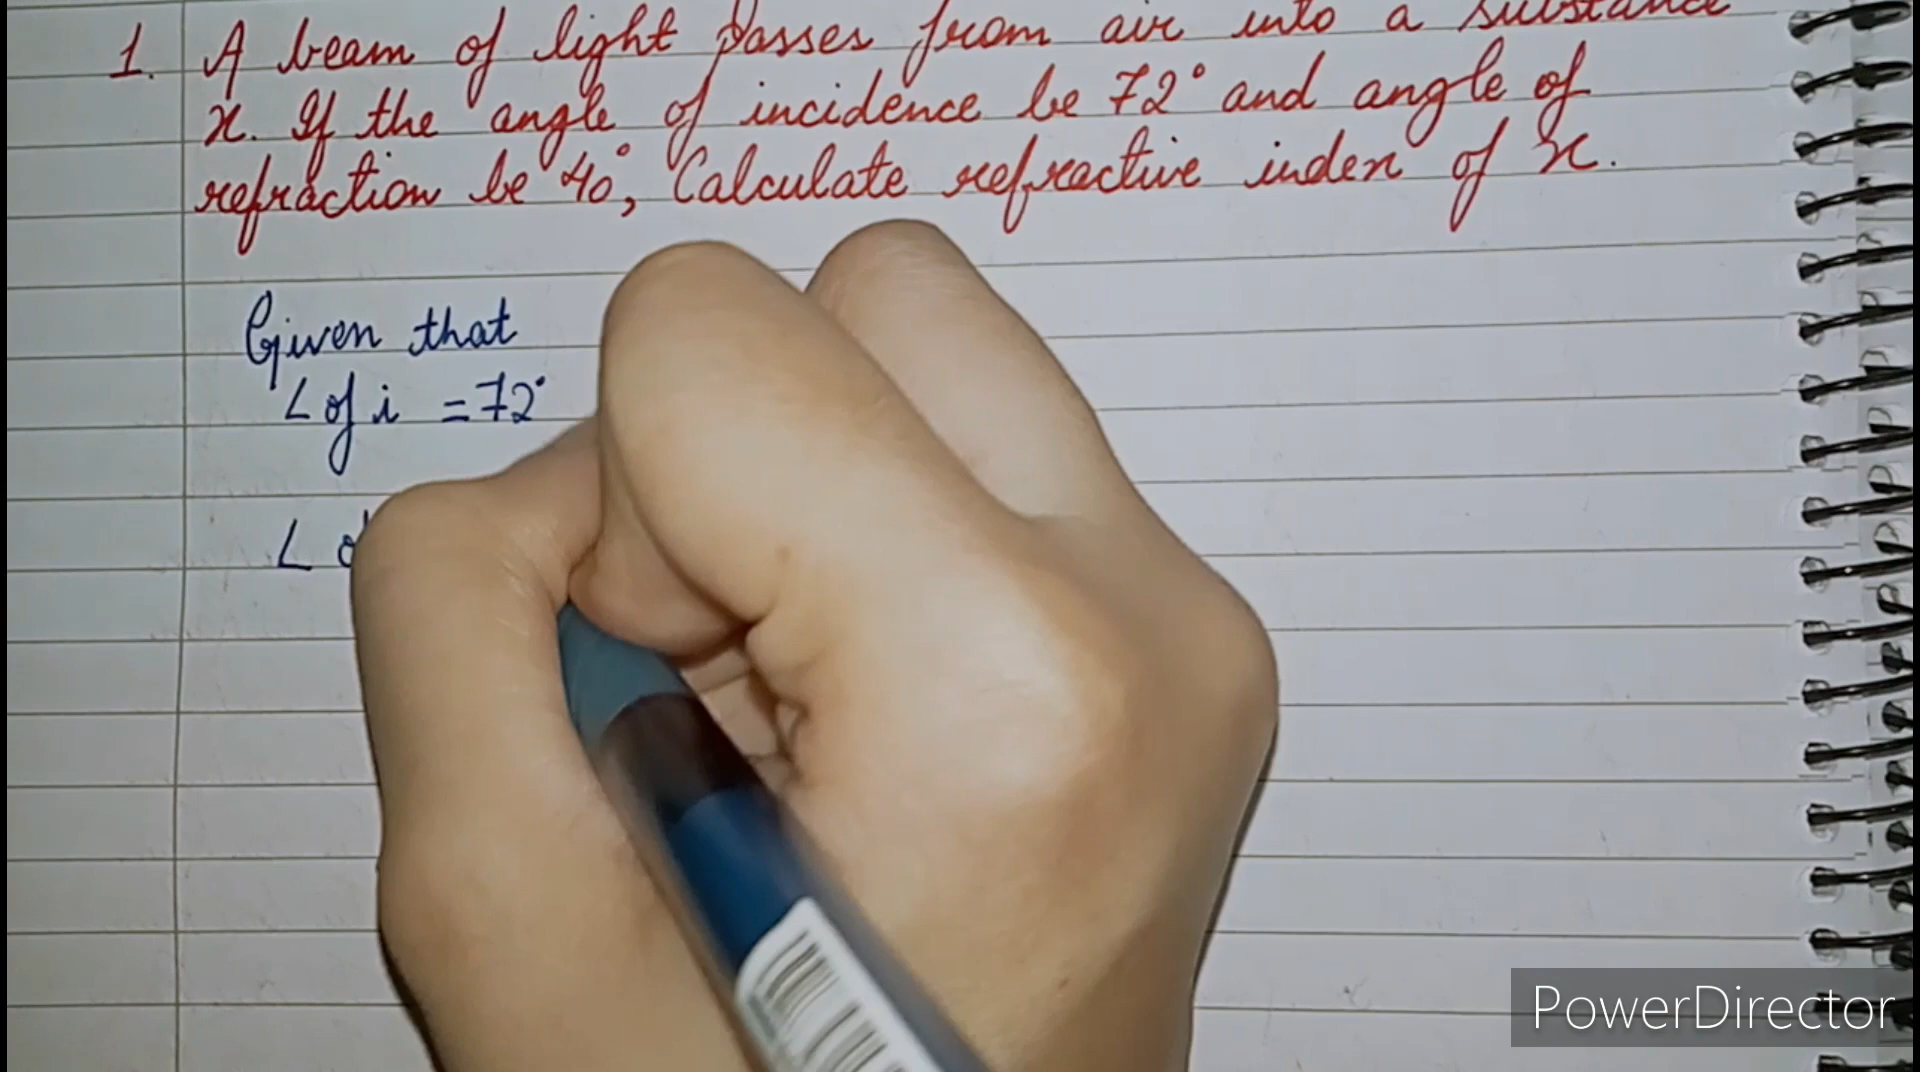 1. A beam of light passes from air into a substance
x. If the angle of incidence be 72° and angle of
refraction be 40°, Calculate refractive index of x.
Given that
∠ of i = 72°
∠
PowerDirector